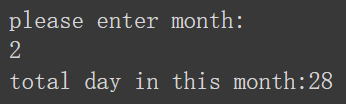 please enter month:
2
total day in this month:28